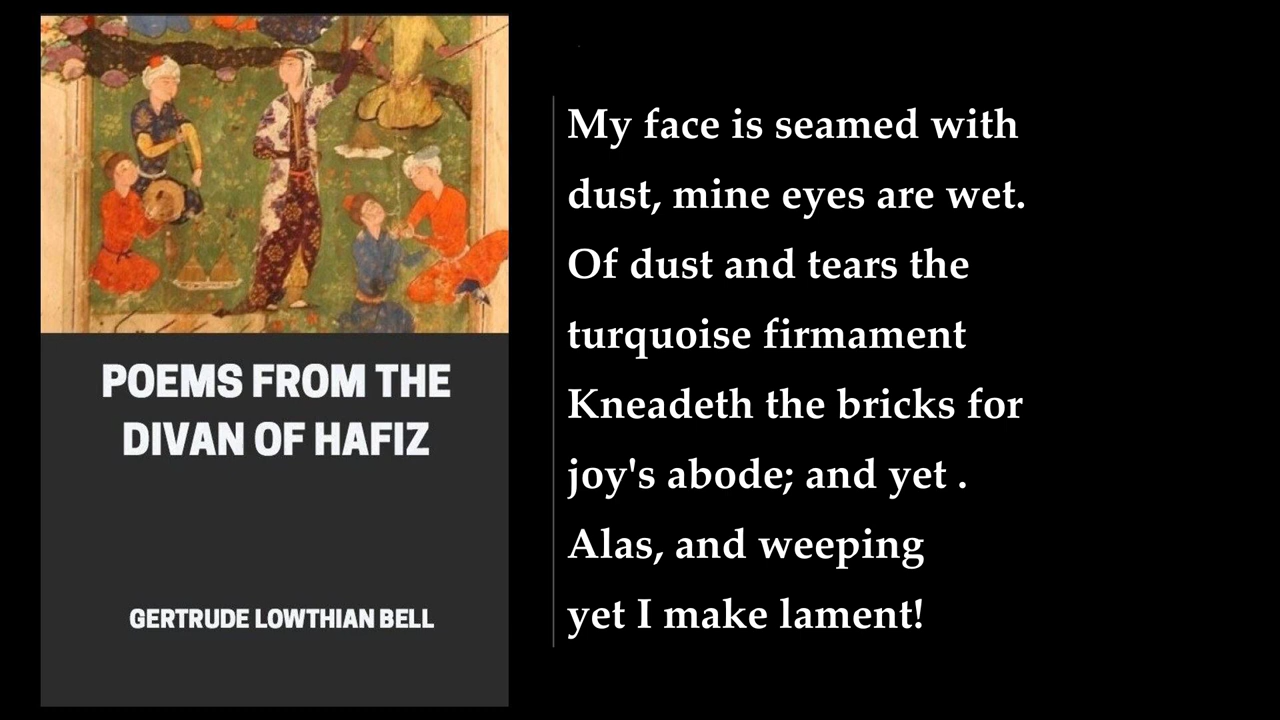 POEMS FROM THE
DIVAN OF HAFIZ
GERTRUDE LOWTHIAN BELL
My face is seamed with
dust, mine eyes are wet.
Of dust and tears the
turquoise firmament
Kneadeth the bricks for
joy's abode; and yet .
Alas, and weeping
yet I make lament!